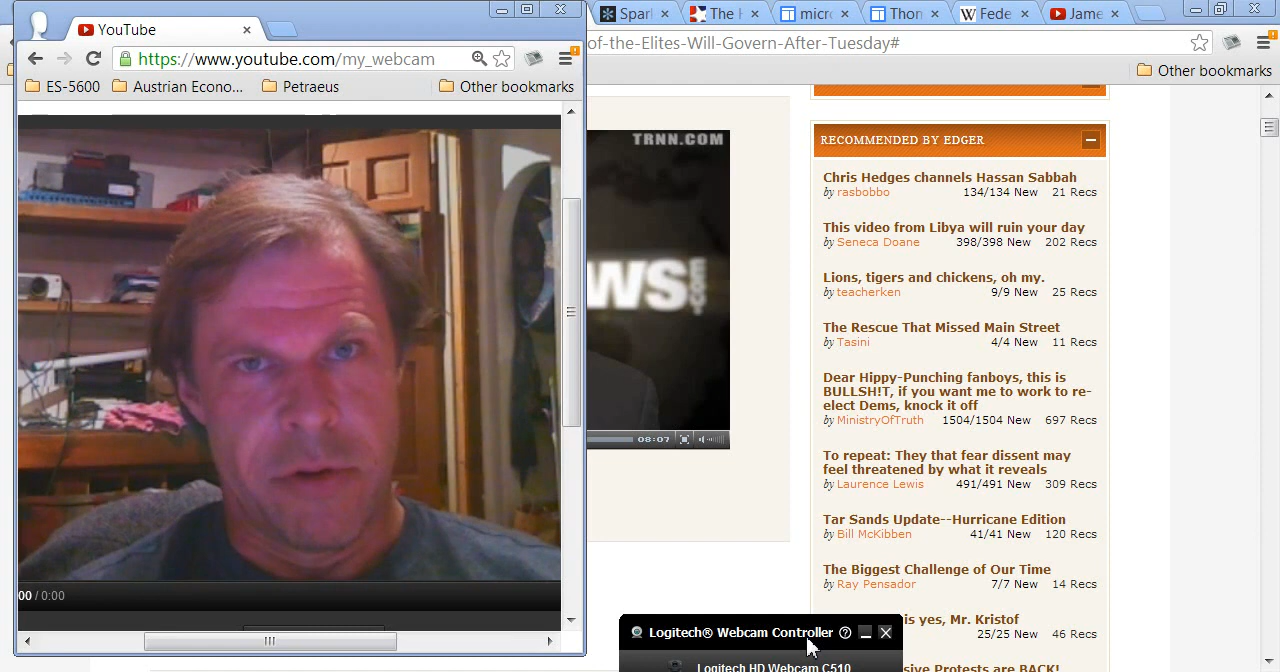 YouTube
https://www.youtube.com/my_webcam
ES-5600
Austrian Econo...
Petraeus
Other bookmarks
00 / 0:00
Spar
The
micro
Thon
Fede
Jame
of-the-Elites-Will-Govern-After-Tuesday#
Other bookmarks
TRNN.COM
ws.com
08:07
RECOMMENDED BY EDGER
Chris Hedges channels Hassan Sabbah
by rasbobbo 134/134 New 21 Recs
This video from Libya will ruin your day
by Seneca Doane 398/398 New 202 Recs
Lions, tigers and chickens, oh my.
by teacherken 9/9 New 25 Recs
The Rescue That Missed Main Street
by Tasini 4/4 New 11 Recs
Dear Hippy-Punching fanboys, this is
BULLSH!T, if you want me to work to re-
elect Dems, knock it off
by MinistryOfTruth 1504/1504 New 697 Recs
To repeat: They that fear dissent may
feel threatened by what it reveals
by Laurence Lewis 491/491 New 309 Recs
Tar Sands Update--Hurricane Edition
by Bill McKibben 41/41 New 120 Recs
The Biggest Challenge of Our Time
by Ray Pensador 7/7 New 14 Recs
is yes, Mr. Kristof
25/25 New 46 Recs
sive Protests are BACK!
Logitech® Webcam Controller
Logitech HD Webcam C510